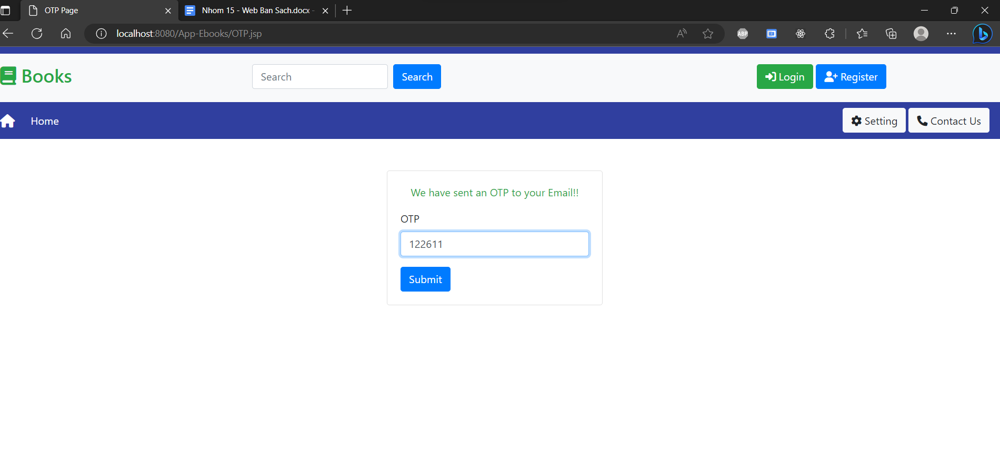 OTP Page
Nhom 15 - Web Ban Sach.docx -
localhost:8080/App-Ebooks/OTP.jsp
ABP
Books
Search
Search
Login
Register
Home
Setting
Contact Us
We have sent an OTP to your Email!!
OTP
122611
Submit